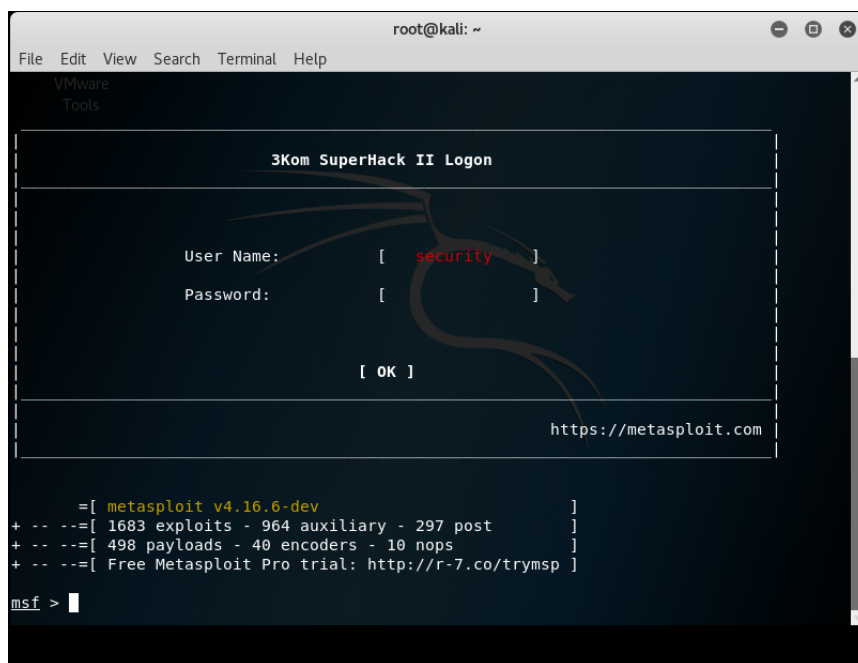 root@kali: ~
File Edit View Search Terminal Help
VMware
Tools
3Kom SuperHack II Logon
User Name: [ security ]
Password: [ ]
[ OK ]
https://metasploit.com
=[ metasploit v4.16.6-dev ]
+ -- --=[ 1683 exploits - 964 auxiliary - 297 post ]
+ -- --=[ 498 payloads - 40 encoders - 10 nops ]
+ -- --=[ Free Metasploit Pro trial: http://r-7.co/trymsp ]
msf >